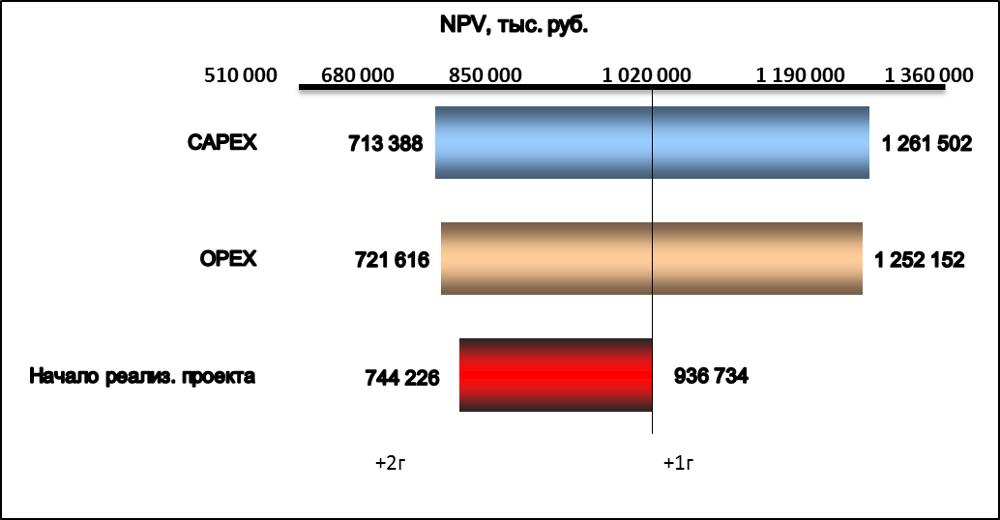 NPV, тыс. руб.
510 000 680 000 850 000 1 020 000 1 190 000 1 360 000
CAPEX 713 388 1 261 502
OPEX 721 616 1 252 152
Начало реализ. проекта 744 226 936 734
+2г +1г